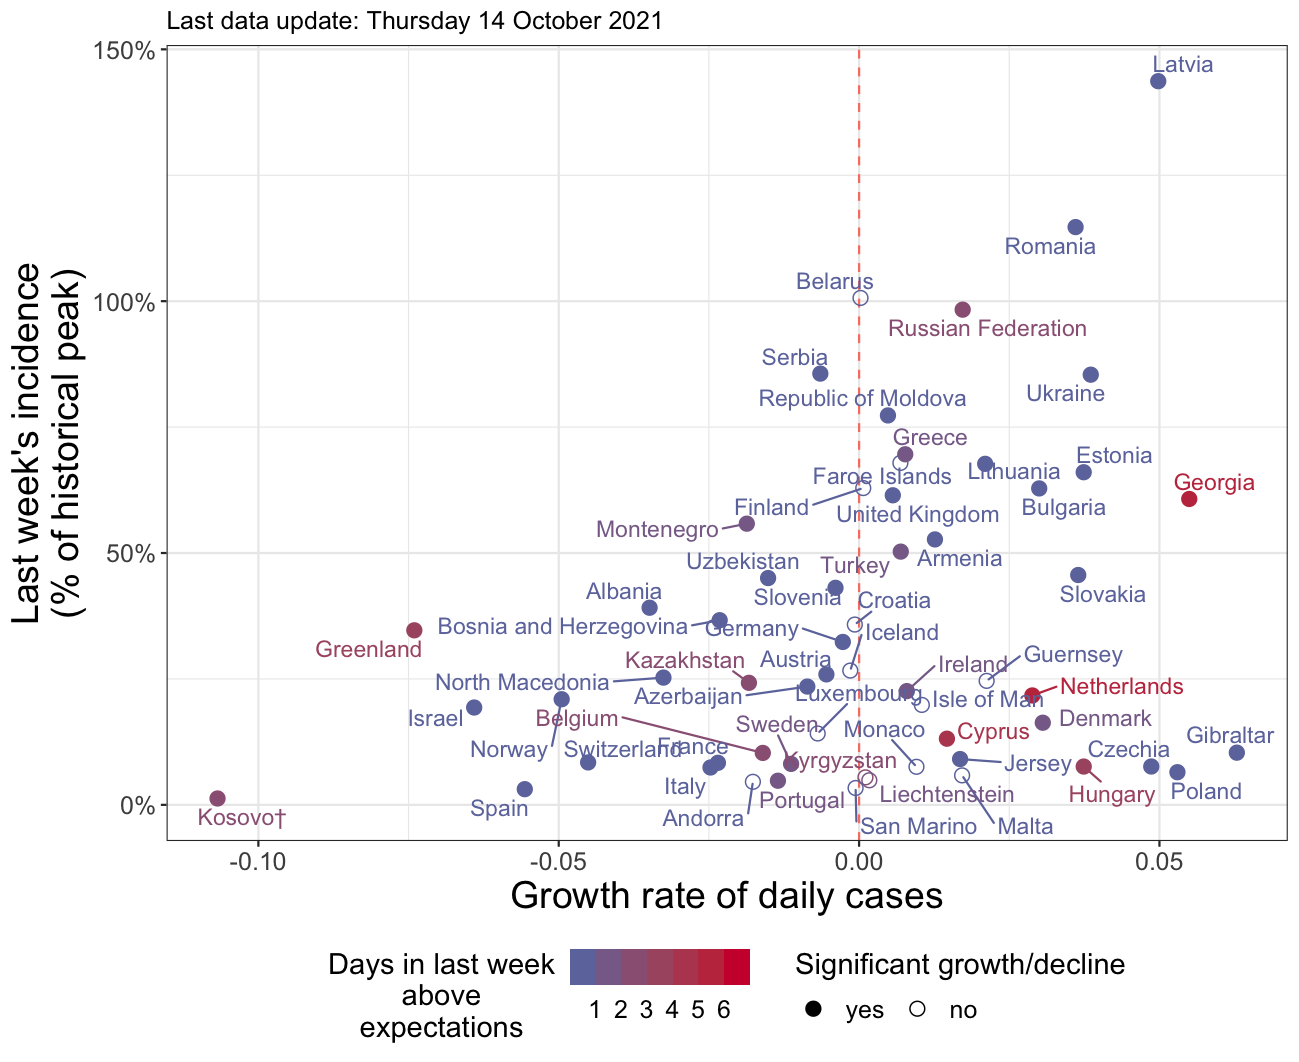 Last data update: Thursday 14 October 2021
150%
Latvia
Romania
Belarus
100%
Russian Federation
Serbia
Ukraine
Republic of Moldova
Greece
Estonia
Faroe Islands
Lithuania
Georgia
Finland
United Kingdom
Bulgaria
Montenegro
50%
Uzbekistan
Turkey
Armenia
Albania
Slovenia
Croatia
Slovakia
Bosnia and Herzegovina
Germany
Iceland
Greenland
Kazakhstan
Austria
Ireland
Guernsey
North Macedonia
Azerbaijan
Luxembourg
Isle of Man
Netherlands
Israel
Belgium
Sweden
Monaco
Cyprus
Denmark
Norway
Switzerland
France
Kyrgyzstan
Jersey
Czechia
Gibraltar
Italy
Portugal
Liechtenstein
Hungary
Poland
0%
Kosovo†
Spain
Andorra
San Marino
Malta
-0.10
-0.05
0.00
0.05
Last week's incidence
(% of historical peak)
Growth rate of daily cases
Days in last week
above
expectations
1 2 3 4 5 6
Significant growth/decline
yes
no